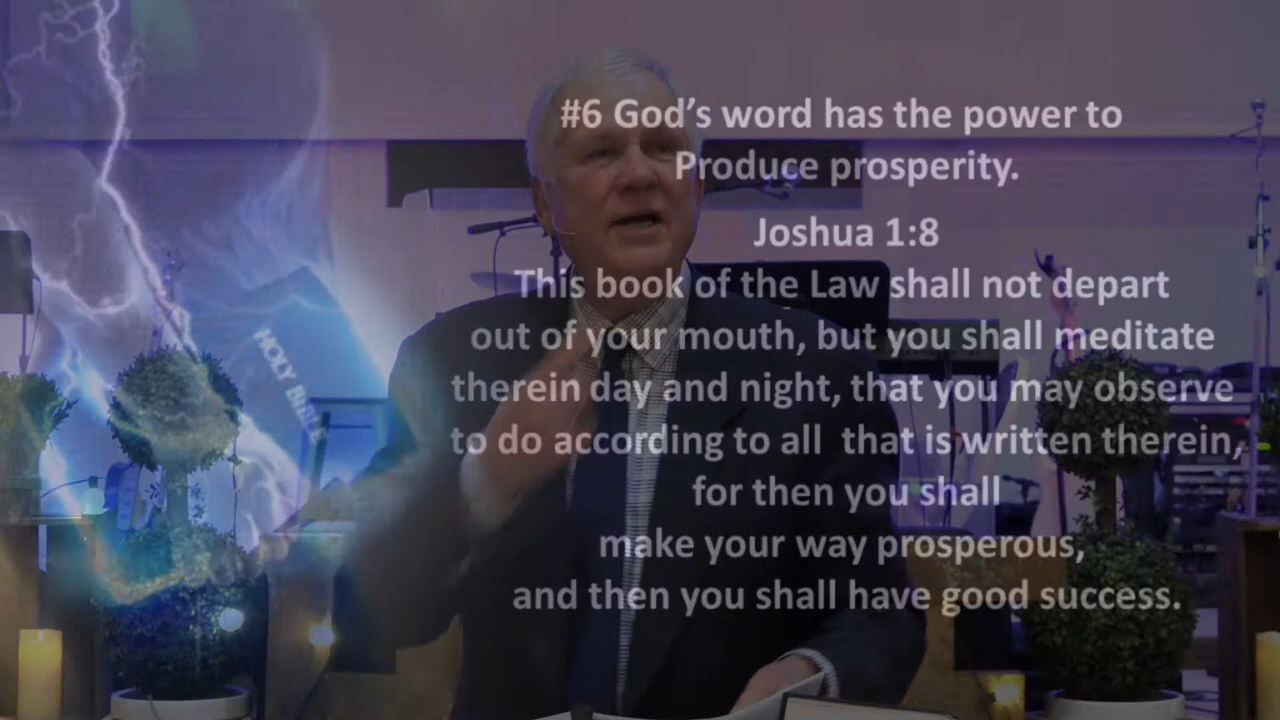 #6 God's word has the power to
Produce prosperity.
Joshua 1:8
This book of the Law shall not depart
out of your mouth, but you shall meditate
therein day and night, that you may observe
to do according to all  that is written therein,
for then you shall
make your way prosperous,
and then you shall have good success.
HOLY BIBLE